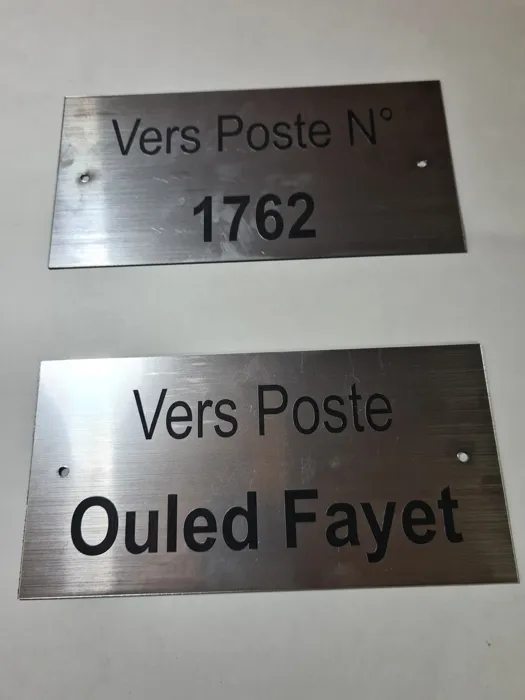 Vers Poste N°
1762
Vers Poste
Ouled Fayet